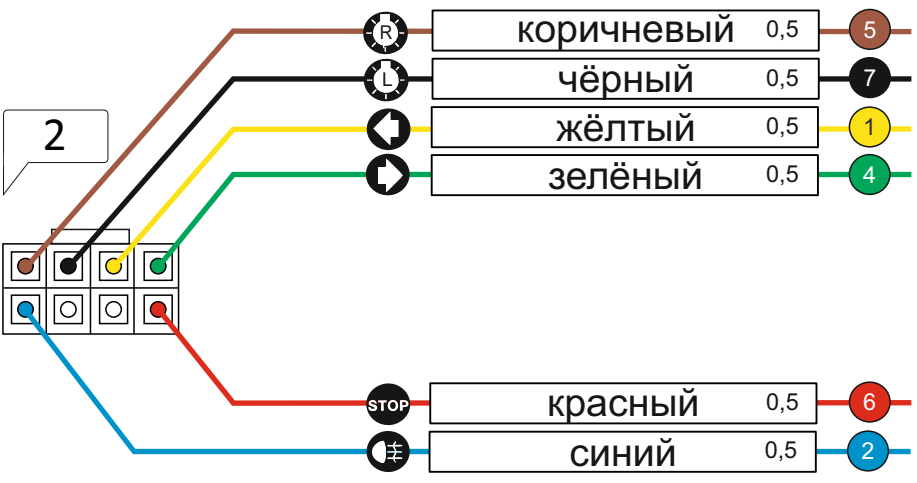 R коричневый 0,5 5
L чёрный 0,5 7
2
жёлтый 0,5 1
зелёный 0,5 4
STOP красный 0,5 6
синий 0,5 2